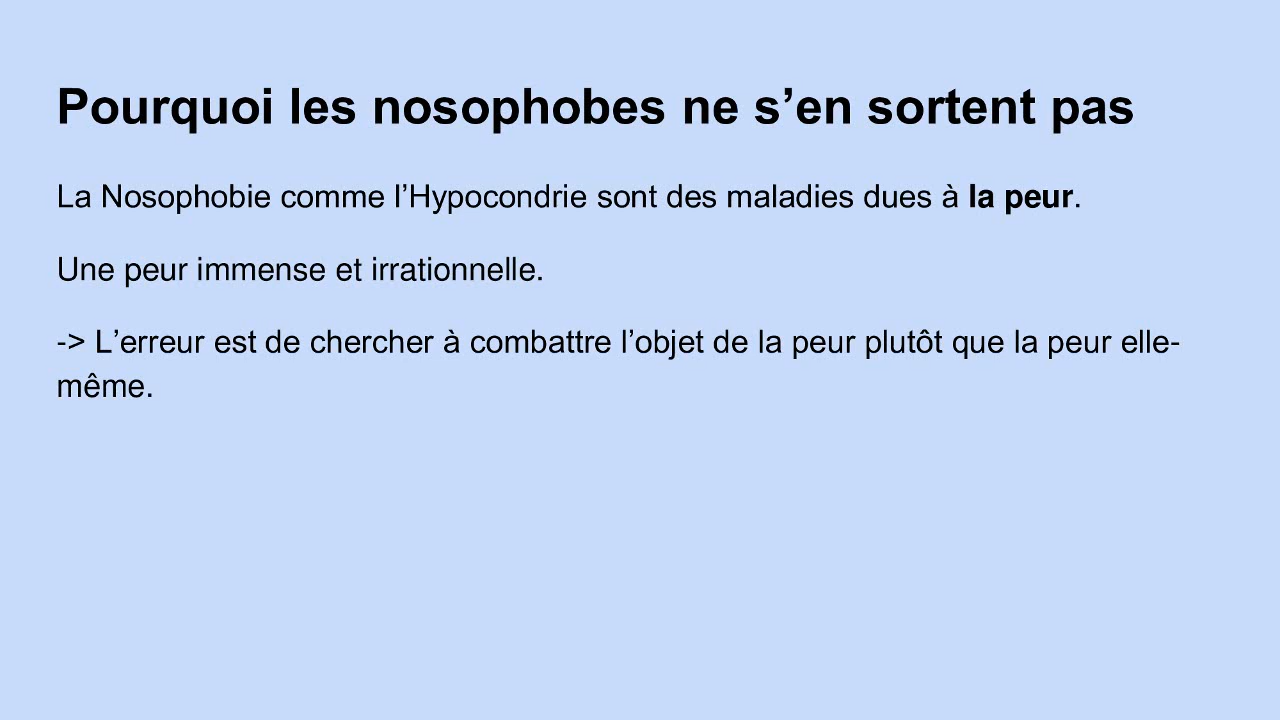 Pourquoi les nosophobes ne s’en sortent pas
La Nosophobie comme l’Hypocondrie sont des maladies dues à la peur.
Une peur immense et irrationnelle.
-> L’erreur est de chercher à combattre l’objet de la peur plutôt que la peur elle-
même.